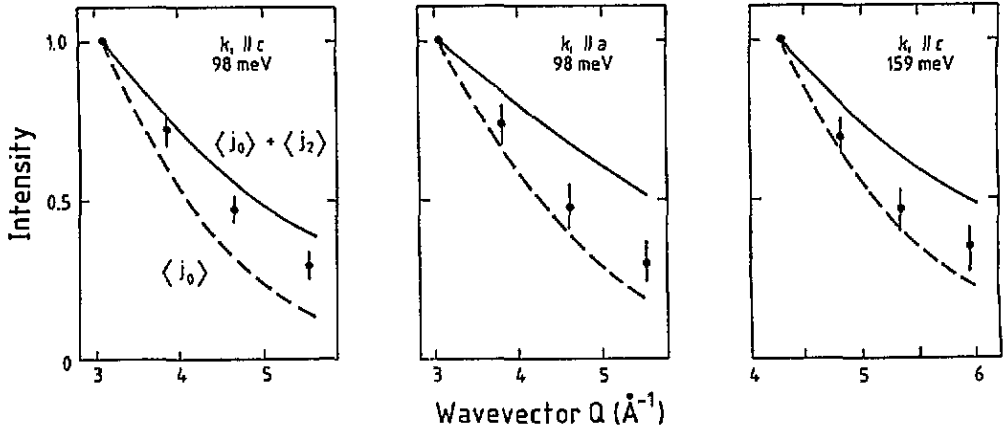 k₁ ∥ c
98 meV
k₁ ∥ a
98 meV
k₁ ∥ c
159 meV
1.0
0.5
0
Intensity
⟨j₀⟩ + ⟨j₂⟩
⟨j₀⟩
3 4 5
3 4 5
4 5 6
Wavevector Q (Å⁻¹)